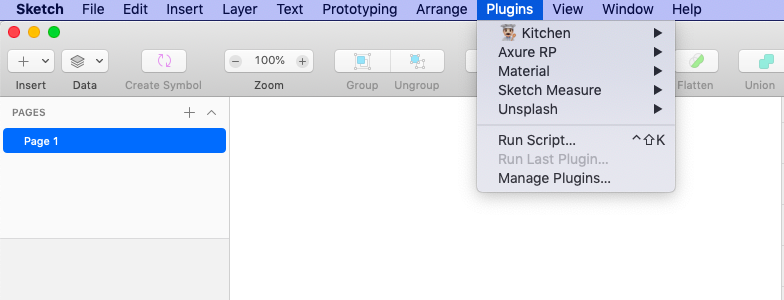 Sketch File Edit Insert Layer Text Prototyping Arrange Plugins View Window Help
Kitchen
Axure RP
Material
Sketch Measure
Unsplash
Run Script... ⌃⇧K
Run Last Plugin...
Manage Plugins...
100%
Insert Data Create Symbol Zoom Group Ungroup Flatten Union
PAGES
Page 1